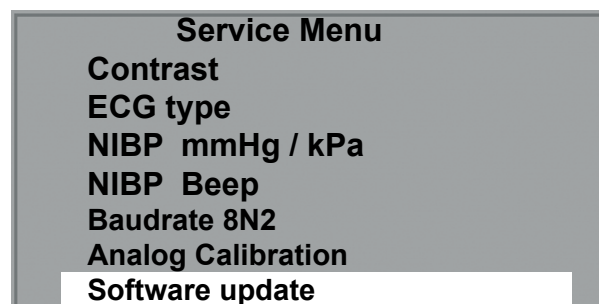 Service Menu
Contrast
ECG type
NIBP mmHg / kPa
NIBP Beep
Baudrate 8N2
Analog Calibration
Software update